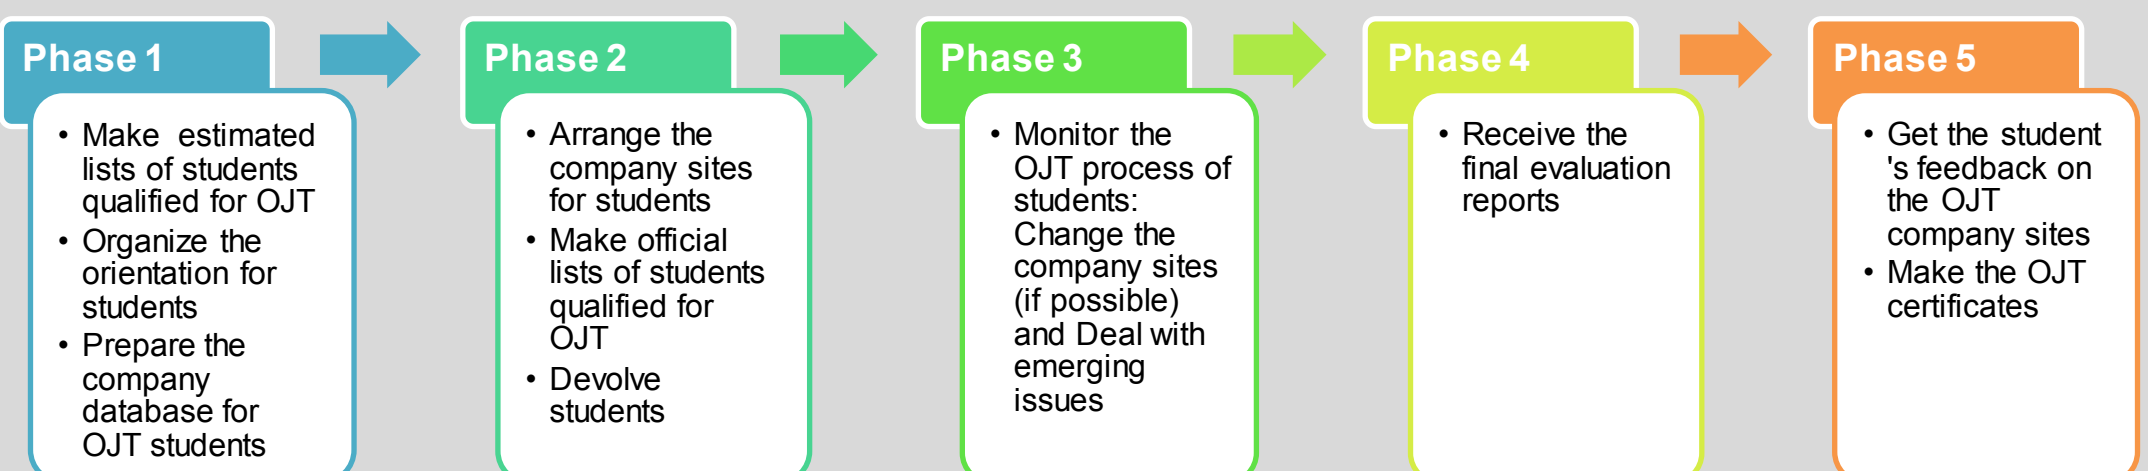 Phase 1
• Make estimated
lists of students
qualified for OJT
• Organize the
orientation for
students
• Prepare the
company
database for
OJT students
Phase 2
• Arrange the
company sites
for students
• Make official
lists of students
qualified for
OJT
• Devolve
students
Phase 3
• Monitor the
OJT process of
students:
Change the
company sites
(if possible)
and Deal with
emerging
issues
Phase 4
• Receive the
final evaluation
reports
Phase 5
• Get the student
's feedback on
the OJT
company sites
• Make the OJT
certificates